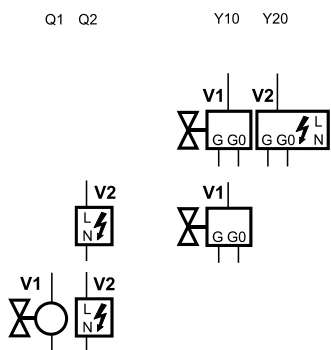 Q1 Q2 Y10 Y20
V1 V2
G G0 G G0 L
N
V2 V1
L
N G G0
V1 V2
L
N